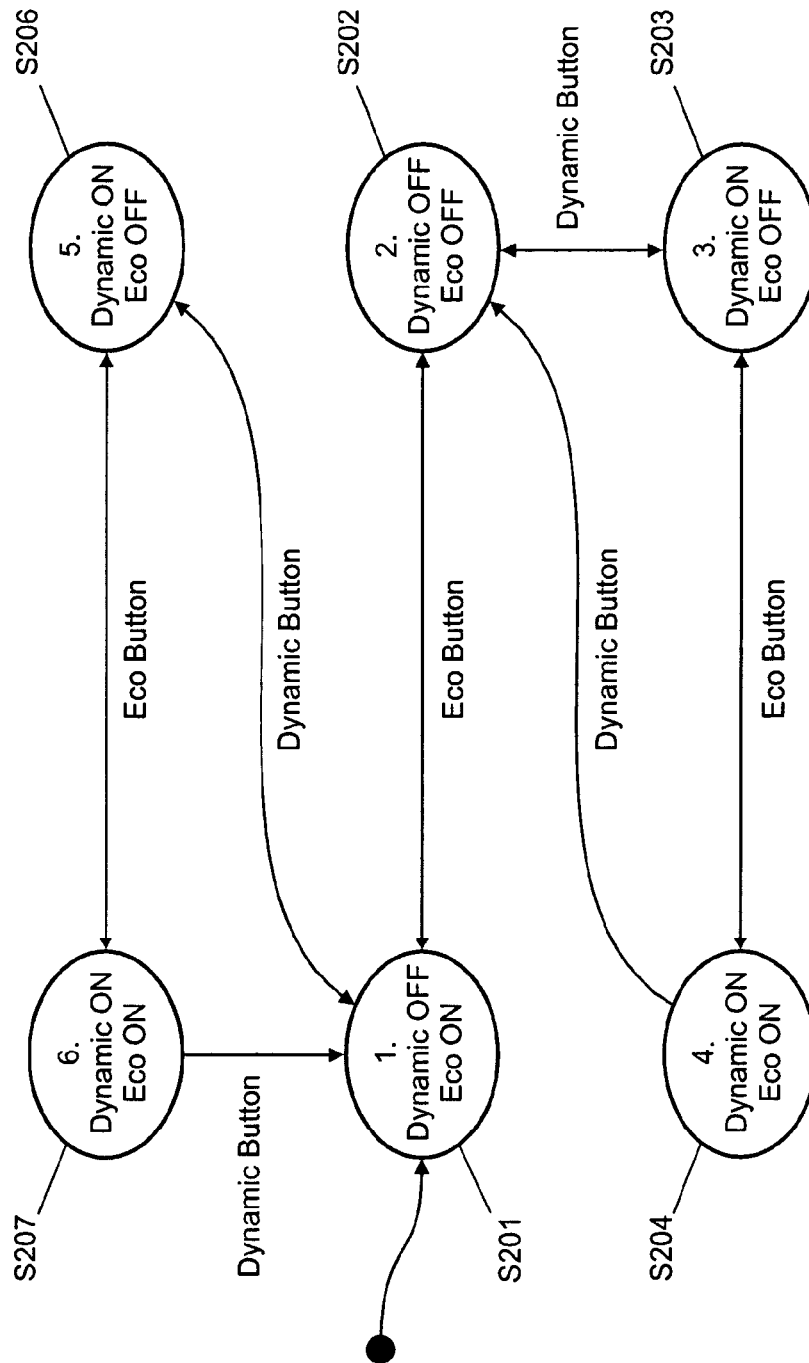 S207
S206
6.
Dynamic ON
Eco ON
5.
Dynamic ON
Eco OFF
Eco Button
Dynamic Button
Dynamic Button
S202
1.
Dynamic OFF
Eco ON
2.
Dynamic OFF
Eco OFF
Eco Button
S201
Dynamic Button
Dynamic Button
S204
S203
4.
Dynamic ON
Eco ON
3.
Dynamic ON
Eco OFF
Eco Button